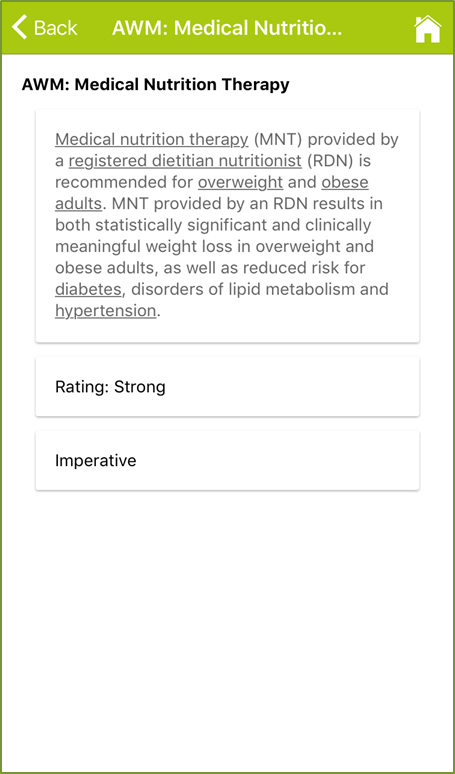 Back AWM: Medical Nutritio...
AWM: Medical Nutrition Therapy
Medical nutrition therapy (MNT) provided by
a registered dietitian nutritionist (RDN) is
recommended for overweight and obese
adults. MNT provided by an RDN results in
both statistically significant and clinically
meaningful weight loss in overweight and
obese adults, as well as reduced risk for
diabetes, disorders of lipid metabolism and
hypertension.
Rating: Strong
Imperative